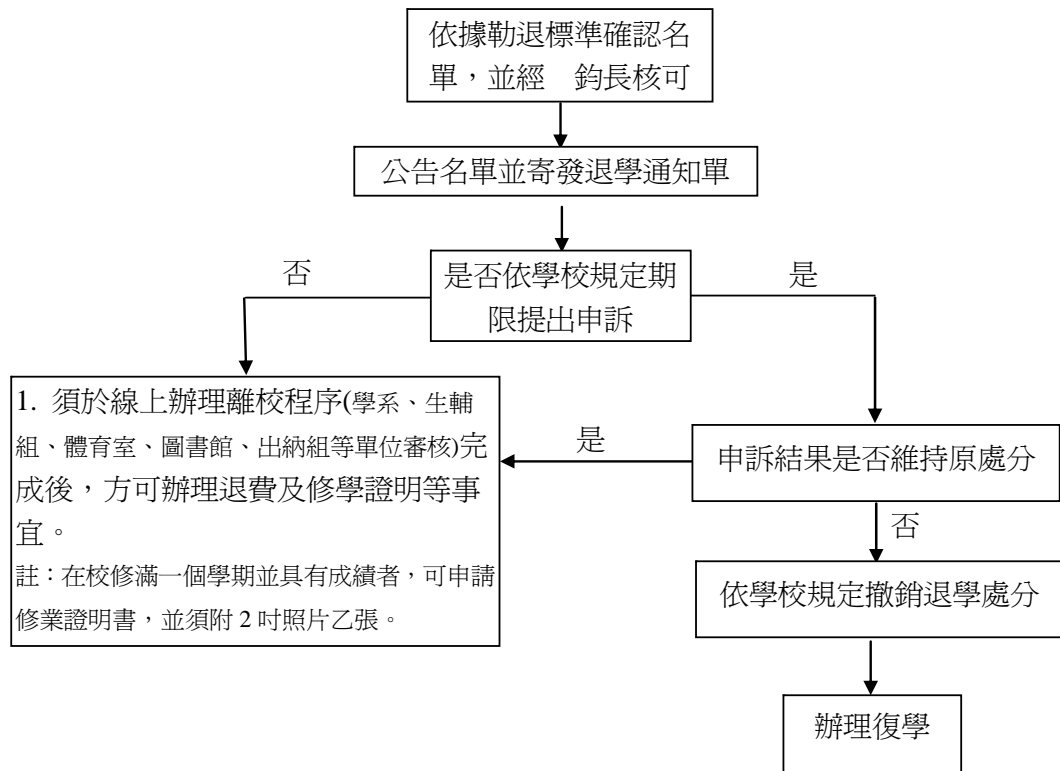 依據勒退標準確認名
單，並經　鈞長核可
公告名單並寄發退學通知單
是否依學校規定期
限提出申訴
否
是
1. 須於線上辦理離校程序(學系、生輔
組、體育室、圖書館、出納組等單位審核)完
成後，方可辦理退費及修學證明等事
宜。
註：在校修滿一個學期並具有成績者，可申請
修業證明書，並須附 2 吋照片乙張。
是
申訴結果是否維持原處分
否
依學校規定撤銷退學處分
辦理復學